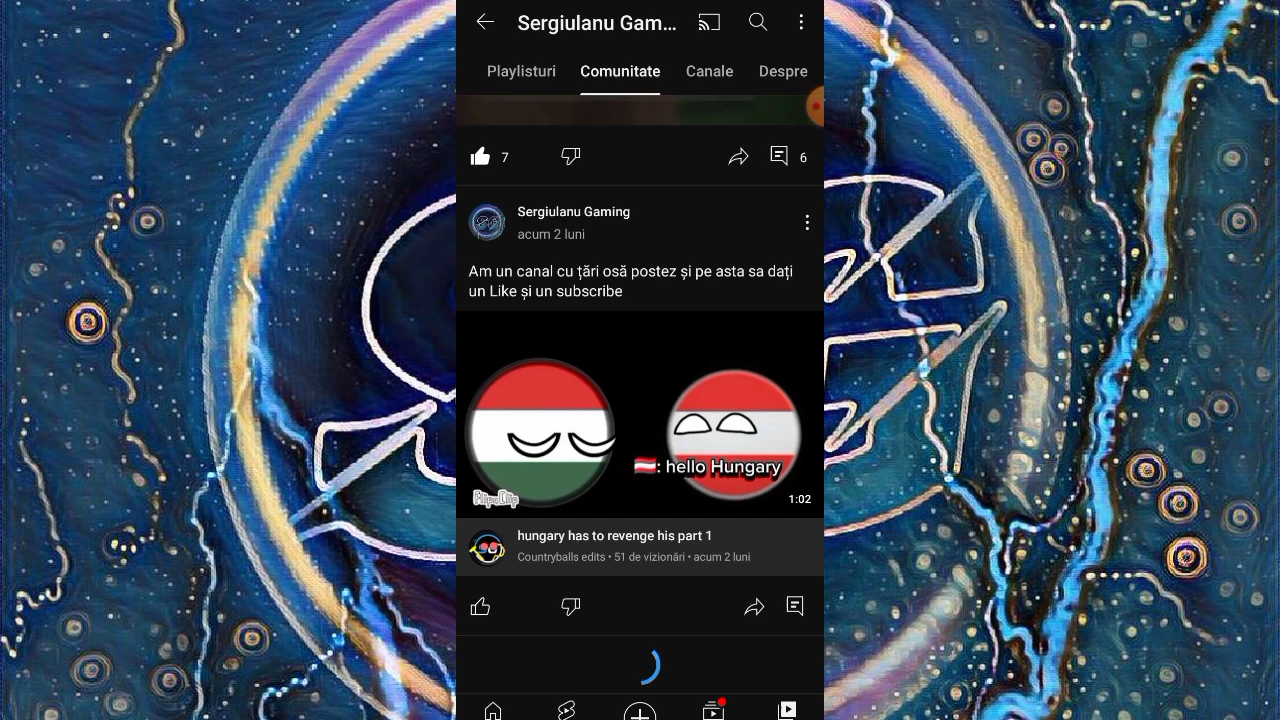 Sergiulanu Gam...
Playlisturi Comunitate Canale Despre
7 6
Sergiulanu Gaming
acum 2 luni
Am un canal cu țări osă postez și pe asta sa dați
un Like și un subscribe
: hello Hungary
FlipaClip
1:02
hungary has to revenge his part 1
Countryballs edits • 51 de vizionări • acum 2 luni